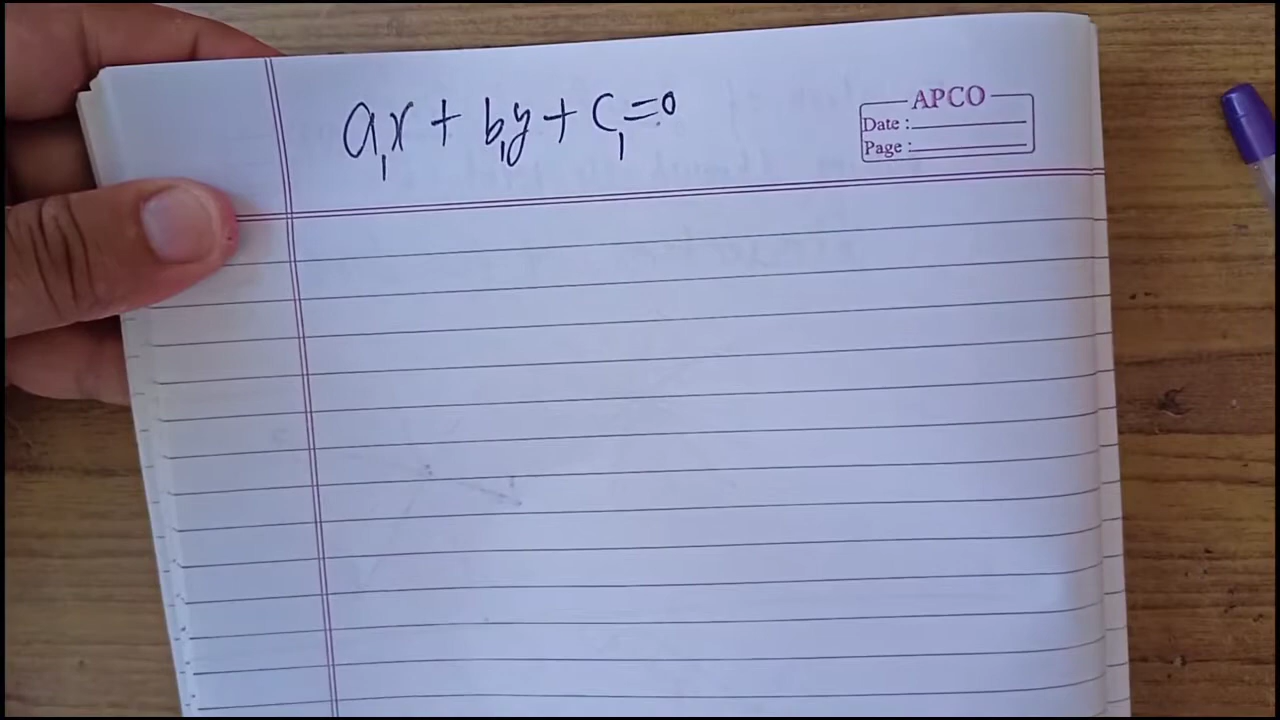 a₁x + b₁y + c₁ = 0
APCO
Date :
Page :